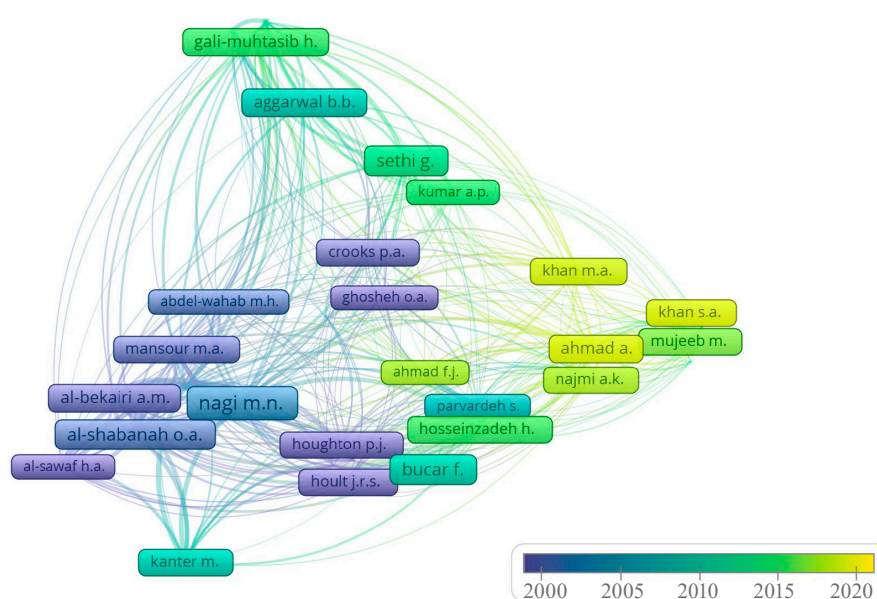 gali-muhtasib h.
aggarwal b.b.
sethi g.
kumar a.p.
crooks p.a.
khan m.a.
ghosheh o.a.
abdel-wahab m.h.
khan s.a.
mujeeb m.
mansour m.a.
ahmad a.
ahmad f.j.
najmi a.k.
al-bekairi a.m.
nagi m.n.
parvardeh s.
hosseinzadeh h.
al-shabanah o.a.
houghton p.j.
al-sawaf h.a.
bucar f.
hoult j.r.s.
kanter m.
2000 2005 2010 2015 2020